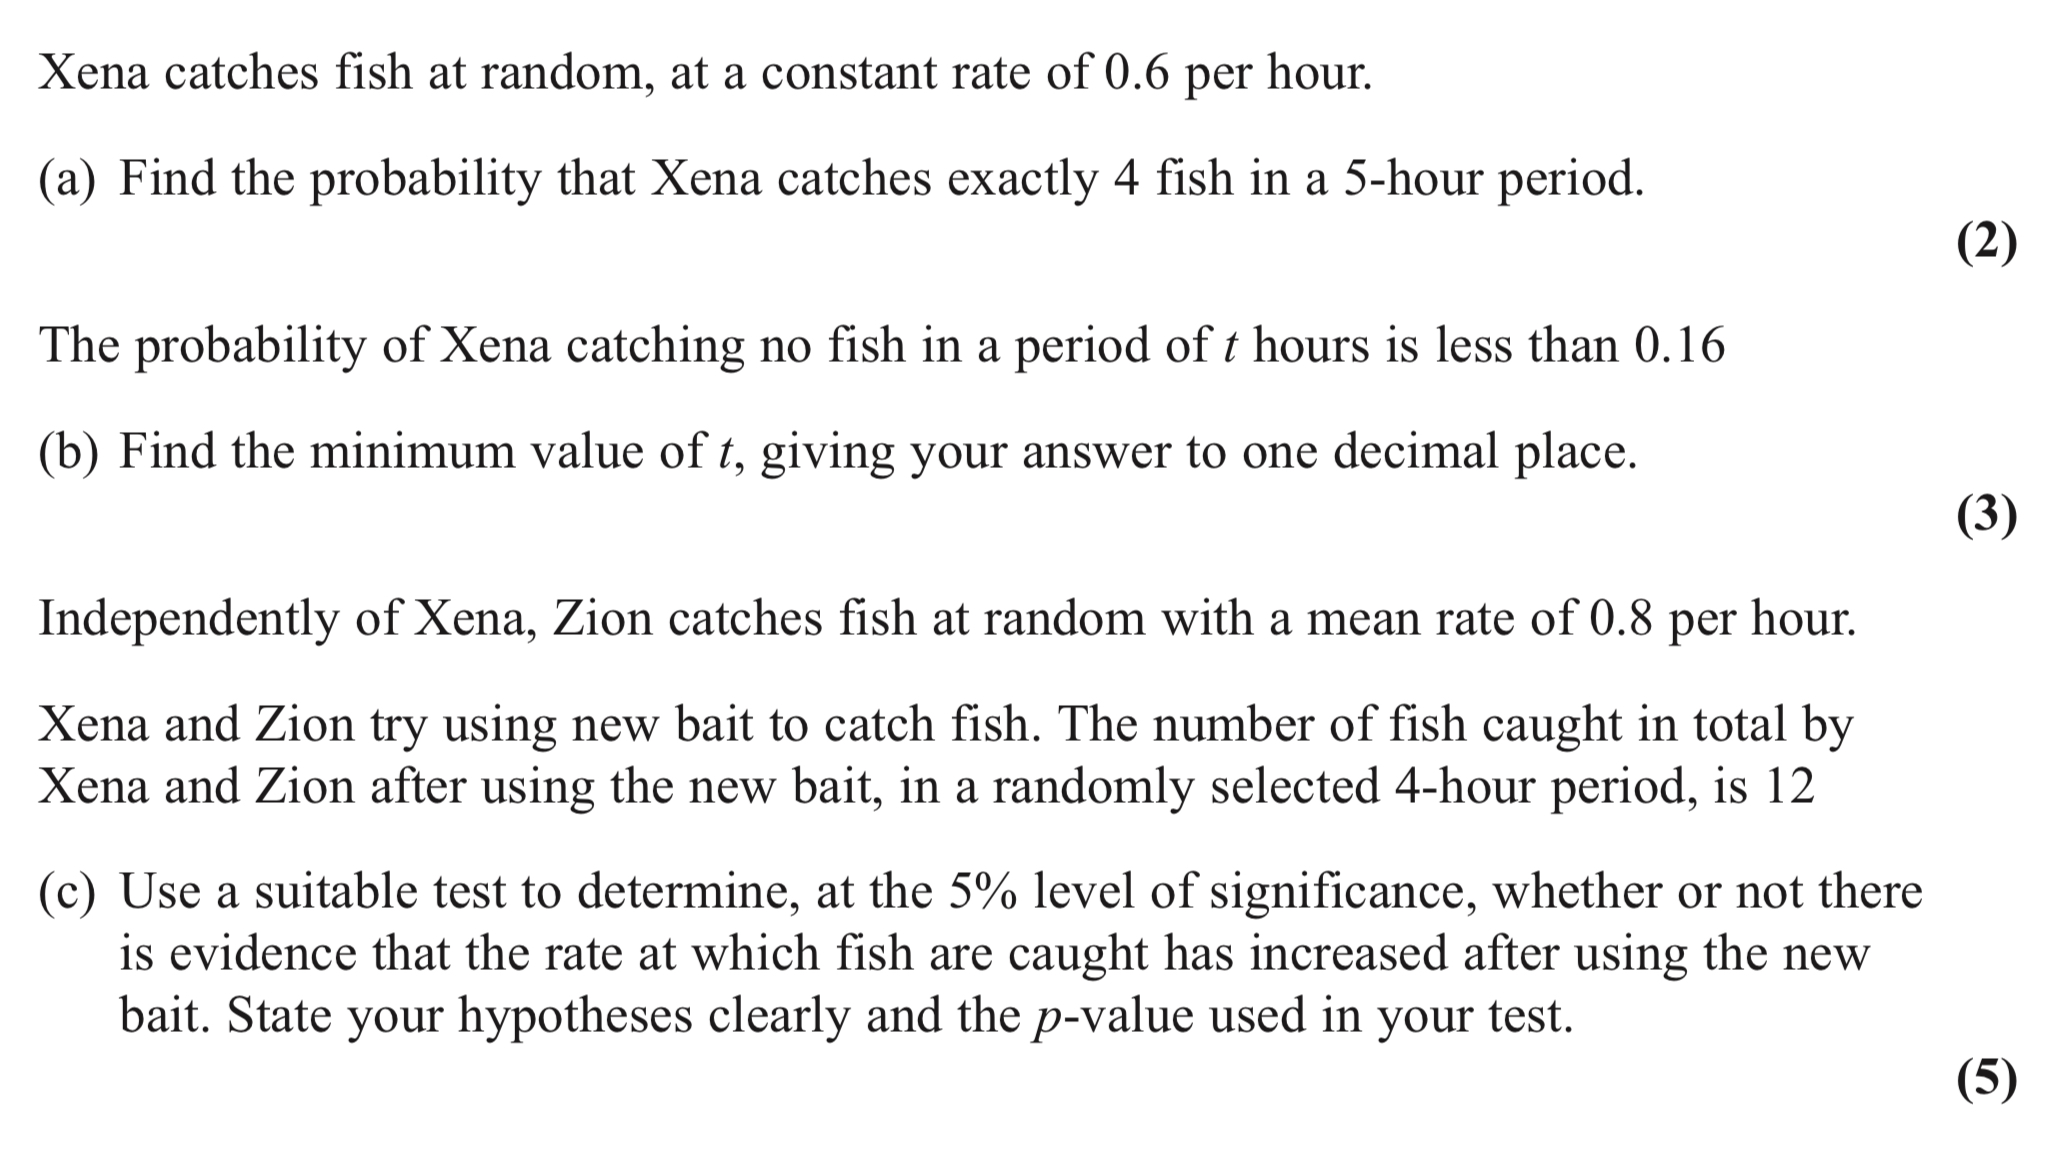 Xena catches fish at random, at a constant rate of 0.6 per hour.
(a) Find the probability that Xena catches exactly 4 fish in a 5-hour period.
(2)
The probability of Xena catching no fish in a period of t hours is less than 0.16
(b) Find the minimum value of t, giving your answer to one decimal place.
(3)
Independently of Xena, Zion catches fish at random with a mean rate of 0.8 per hour.
Xena and Zion try using new bait to catch fish. The number of fish caught in total by
Xena and Zion after using the new bait, in a randomly selected 4-hour period, is 12
(c) Use a suitable test to determine, at the 5% level of significance, whether or not there
is evidence that the rate at which fish are caught has increased after using the new
bait. State your hypotheses clearly and the p-value used in your test.
(5)